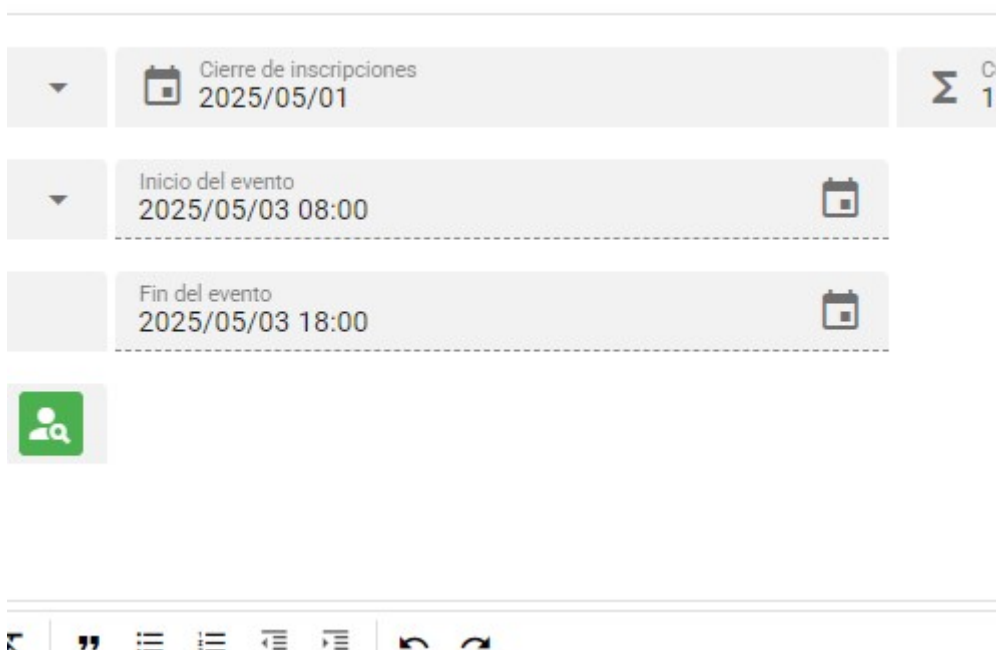 Cierre de inscripciones
2025/05/01
Inicio del evento
2025/05/03 08:00
Fin del evento
2025/05/03 18:00